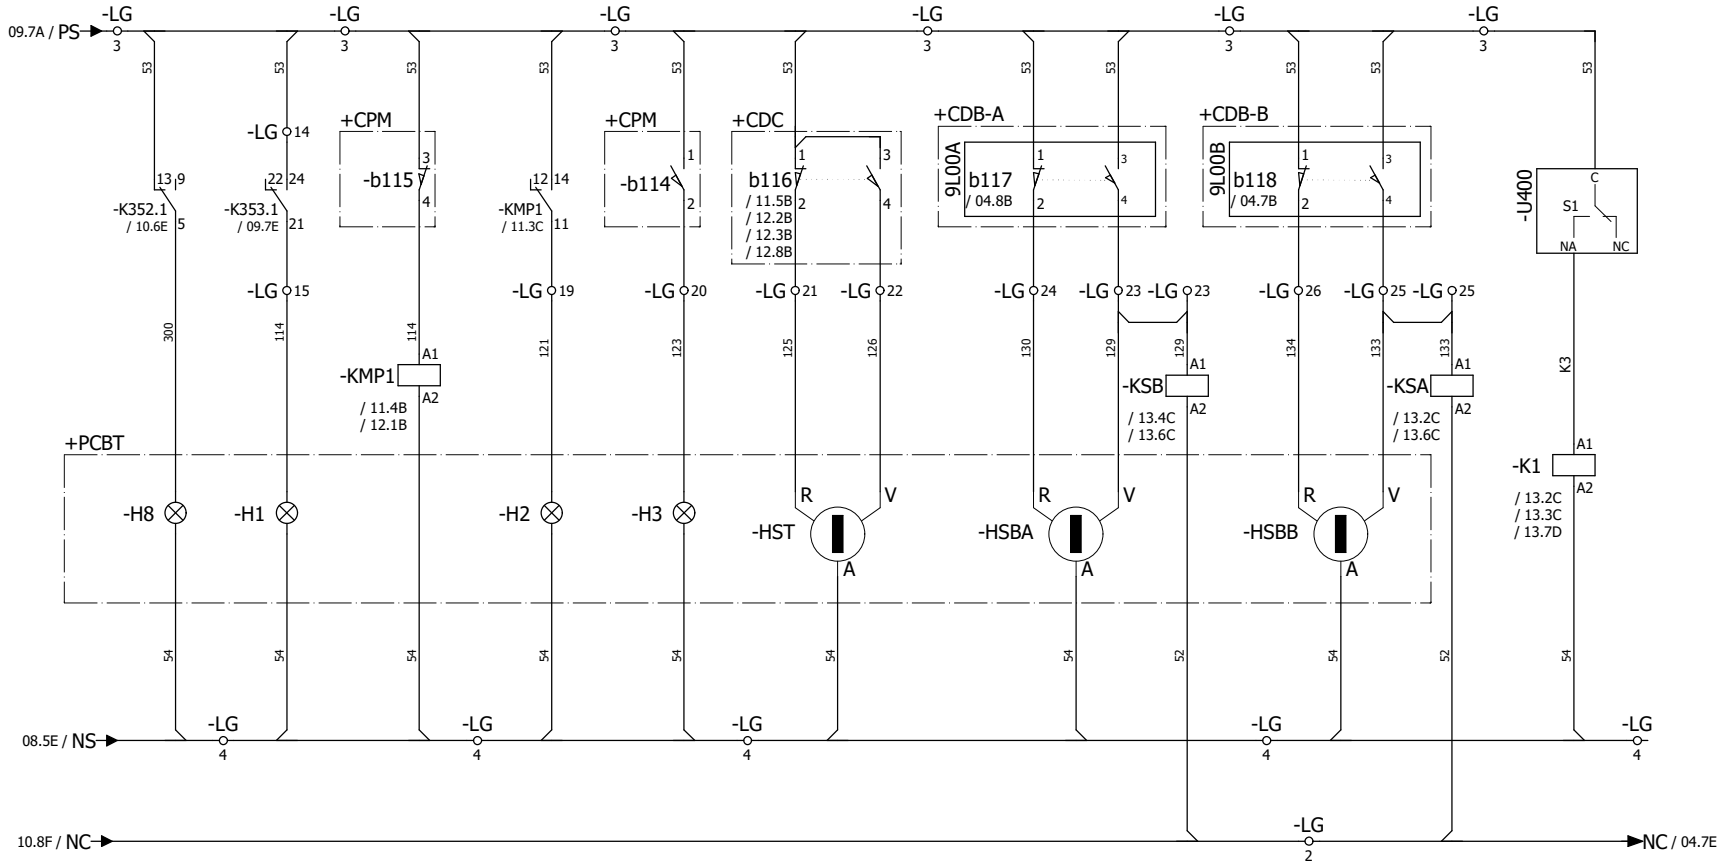 -LG -LG -LG -LG -LG -LG
09.7A / PS
3 3 3 3 3 3
53 53 53 53 53 53 53 53 53 53 53
-LG 14
+CPM +CPM +CDC +CDB-A +CDB-B
13 9
-K352.1
/ 10.6E 5
22 24
-K353.1
/ 09.7E 21
3
-b115
4
12 14
-KMP1
/ 11.3C 11
1
-b114
2
1 3
b116
/ 11.5B 2 4
/ 12.2B
/ 12.3B
/ 12.8B
9L00A
1 3
b117
/ 04.8B
2 4
9L00B
1 3
b118
/ 04.7B
2 4
-U400
C
S1
NA NC
-LG 15 -LG 19 -LG 20 -LG 21 -LG 22 -LG 24 -LG 23 -LG 23 -LG 26 -LG 25 -LG 25
300 114 114 121 123 125 126 130 129 129 134 133 133 K3
A1
-KMP1
A2
/ 11.4B
/ 12.1B
A1
-KSB
A2
/ 13.4C
/ 13.6C
A1
-KSA
A2
/ 13.2C
/ 13.6C
A1
-K1
A2
/ 13.2C
/ 13.3C
/ 13.7D
+PCBT
-H8 -H1 -H2 -H3
R V
-HST
A
R V
-HSBA
A
R V
-HSBB
A
54 54 54 54 54 54 54 52 54 52 54
-LG -LG -LG -LG -LG
08.5E / NS
4 4 4 4 4
-LG
10.8F / NC NC / 04.7E
2